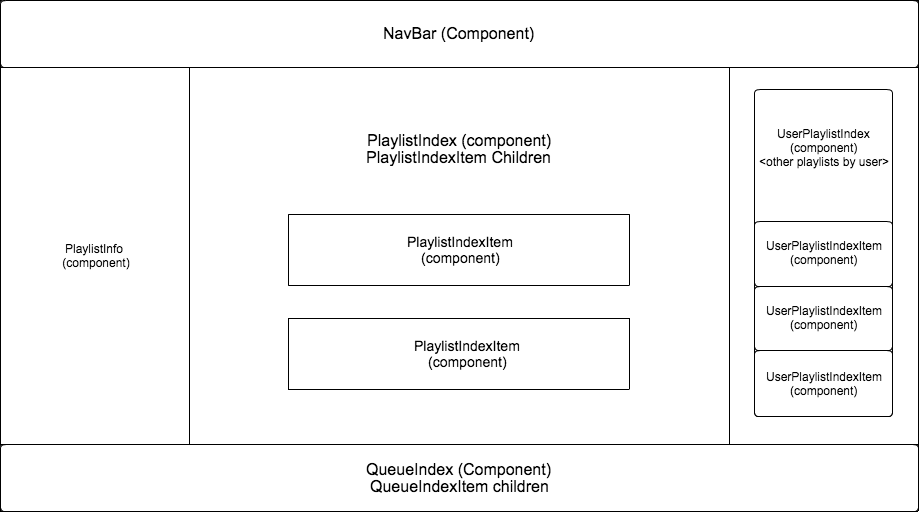 NavBar (Component)
PlaylistInfo
(component)
PlaylistIndex (component)
PlaylistIndexItem Children
PlaylistIndexItem
(component)
PlaylistIndexItem
(component)
UserPlaylistIndex
(component)
<other playlists by user>
UserPlaylistIndexItem
(component)
UserPlaylistIndexItem
(component)
UserPlaylistIndexItem
(component)
QueueIndex (Component)
QueueIndexItem children